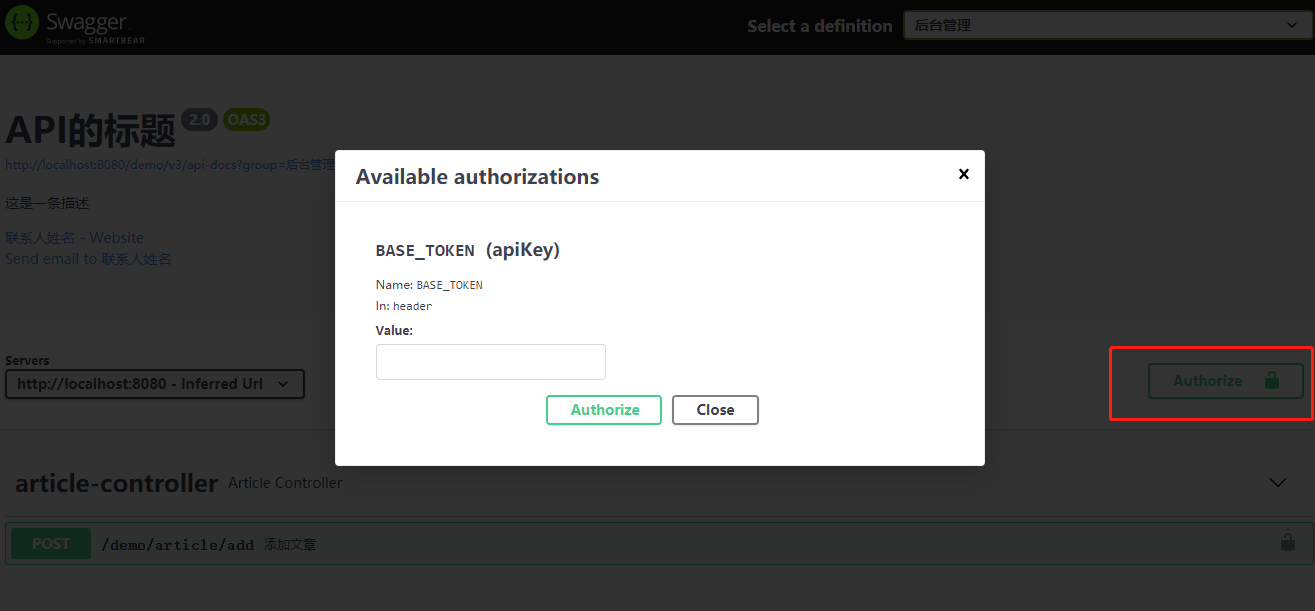 Swagger
Supported by SMARTBEAR
Select a definition
后台管理
API的标题 2.0 OAS3
http://localhost:8080/demo/v3/api-docs?group=后台管理
这是一条描述
联系人姓名 - Website
Send email to 联系人姓名
Available authorizations
BASE_TOKEN (apiKey)
Name: BASE_TOKEN
In: header
Value:
Authorize
Close
Servers
http://localhost:8080 - Inferred Url
Authorize
article-controller Article Controller
POST /demo/article/add 添加文章